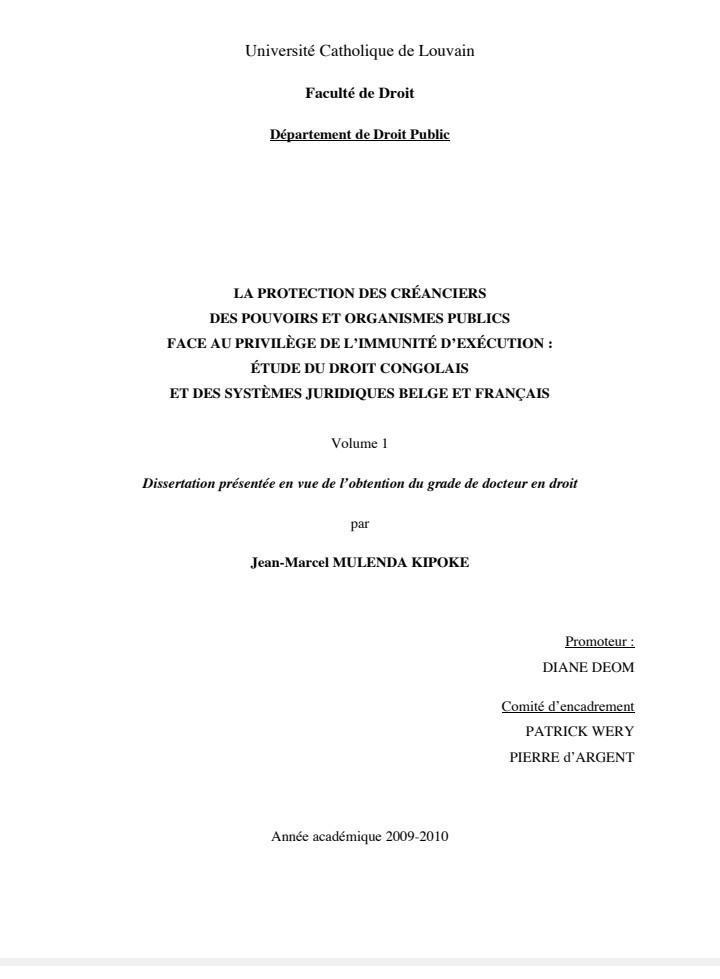 Université Catholique de Louvain
Faculté de Droit
Département de Droit Public
LA PROTECTION DES CRÉANCIERS
DES POUVOIRS ET ORGANISMES PUBLICS
FACE AU PRIVILÈGE DE L’IMMUNITÉ D’EXÉCUTION :
ÉTUDE DU DROIT CONGOLAIS
ET DES SYSTÈMES JURIDIQUES BELGE ET FRANÇAIS
Volume 1
Dissertation présentée en vue de l’obtention du grade de docteur en droit
par
Jean-Marcel MULENDA KIPOKE
Promoteur :
DIANE DEOM
Comité d’encadrement
PATRICK WERY
PIERRE d’ARGENT
Année académique 2009-2010